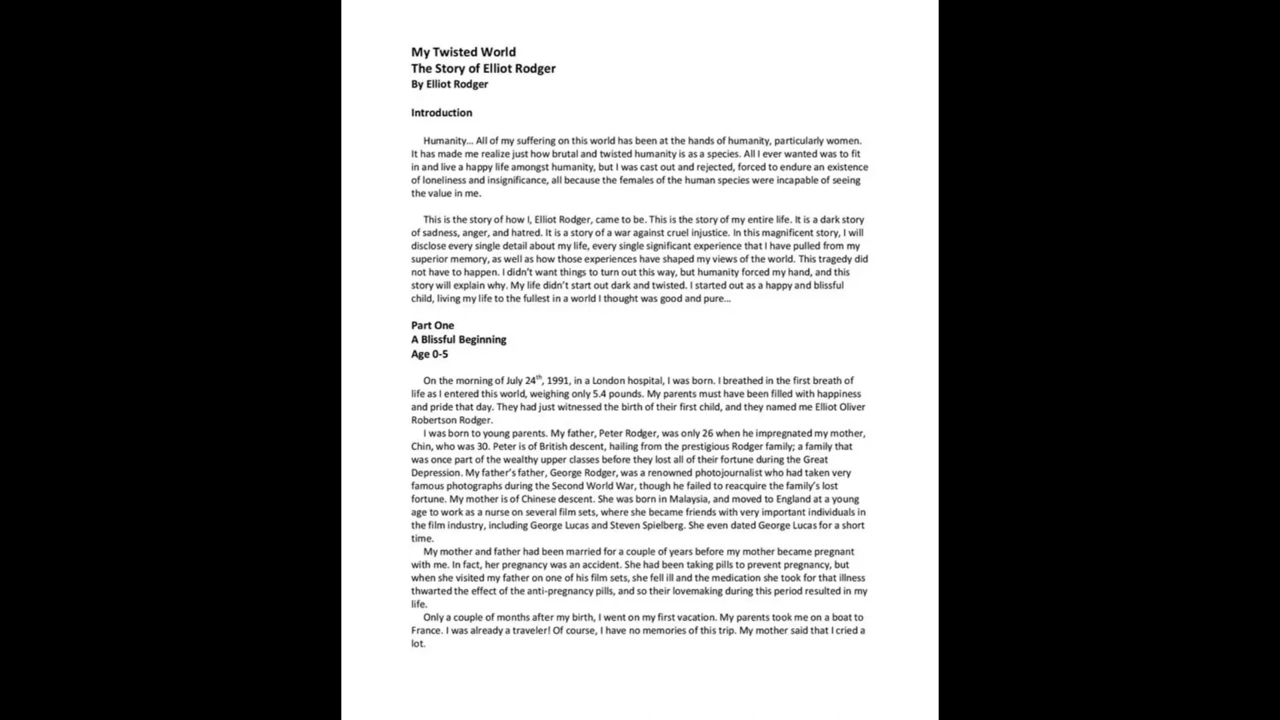 My Twisted World
The Story of Elliot Rodger
By Elliot Rodger
Introduction
Humanity... All of my suffering on this world has been at the hands of humanity, particularly women.
It has made me realize just how brutal and twisted humanity is as a species. All I ever wanted was to fit
in and live a happy life amongst humanity, but I was cast out and rejected, forced to endure an existence
of loneliness and insignificance, all because the females of the human species were incapable of seeing
the value in me.
This is the story of how I, Elliot Rodger, came to be. This is the story of my entire life. It is a dark story
of sadness, anger, and hatred. It is a story of a war against cruel injustice. In this magnificent story, I will
disclose every single detail about my life, every single significant experience that I have pulled from my
superior memory, as well as how those experiences have shaped my views of the world. This tragedy did
not have to happen. I didn't want things to turn out this way, but humanity forced my hand, and this
story will explain why. My life didn't start out dark and twisted. I started out as a happy and blissful
child, living my life to the fullest in a world I thought was good and pure...
Part One
A Blissful Beginning
Age 0-5
On the morning of July 24th, 1991, in a London hospital, I was born. I breathed in the first breath of
life as I entered this world, weighing only 5.4 pounds. My parents must have been filled with happiness
and pride that day. They had just witnessed the birth of their first child, and they named me Elliot Oliver
Robertson Rodger.
I was born to young parents. My father, Peter Rodger, was only 26 when he impregnated my mother,
Chin, who was 30. Peter is of British descent, hailing from the prestigious Rodger family; a family that
was once part of the wealthy upper classes before they lost all of their fortune during the Great
Depression. My father's father, George Rodger, was a renowned photojournalist who had taken very
famous photographs during the Second World War, though he failed to reacquire the family's lost
fortune. My mother is of Chinese descent. She was born in Malaysia, and moved to England at a young
age to work as a nurse on several film sets, where she became friends with very important individuals in
the film industry, including George Lucas and Steven Spielberg. She even dated George Lucas for a short
time.
My mother and father had been married for a couple of years before my mother became pregnant
with me. In fact, her pregnancy was an accident. She had been taking pills to prevent pregnancy, but
when she visited my father on one of his film sets, she fell ill and the medication she took for that illness
thwarted the effect of the anti-pregnancy pills, and so their lovemaking during this period resulted in my
life.
Only a couple of months after my birth, I went on my first vacation. My parents took me on a boat to
France. I was already a traveler! Of course, I have no memories of this trip. My mother said that I cried a
lot.